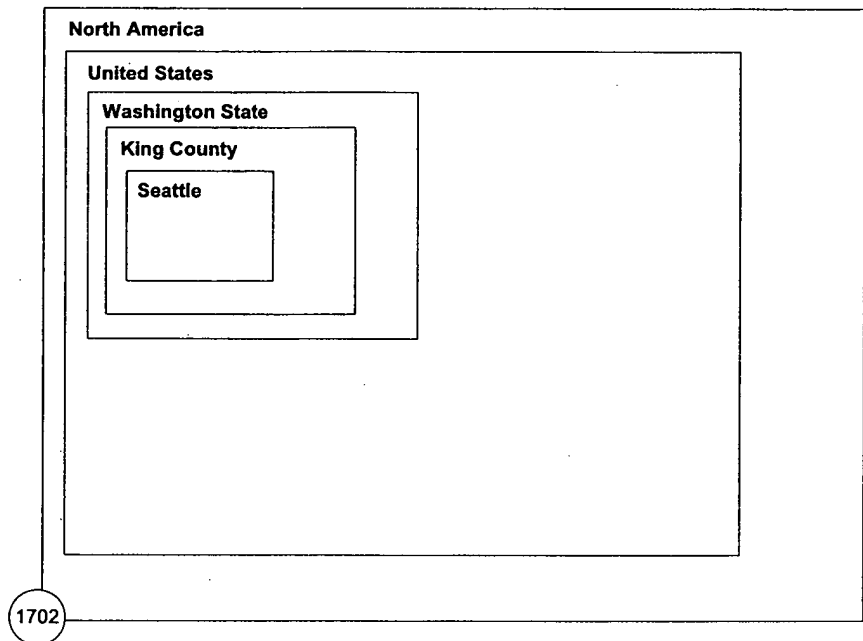 North America
United States
Washington State
King County
Seattle
1702